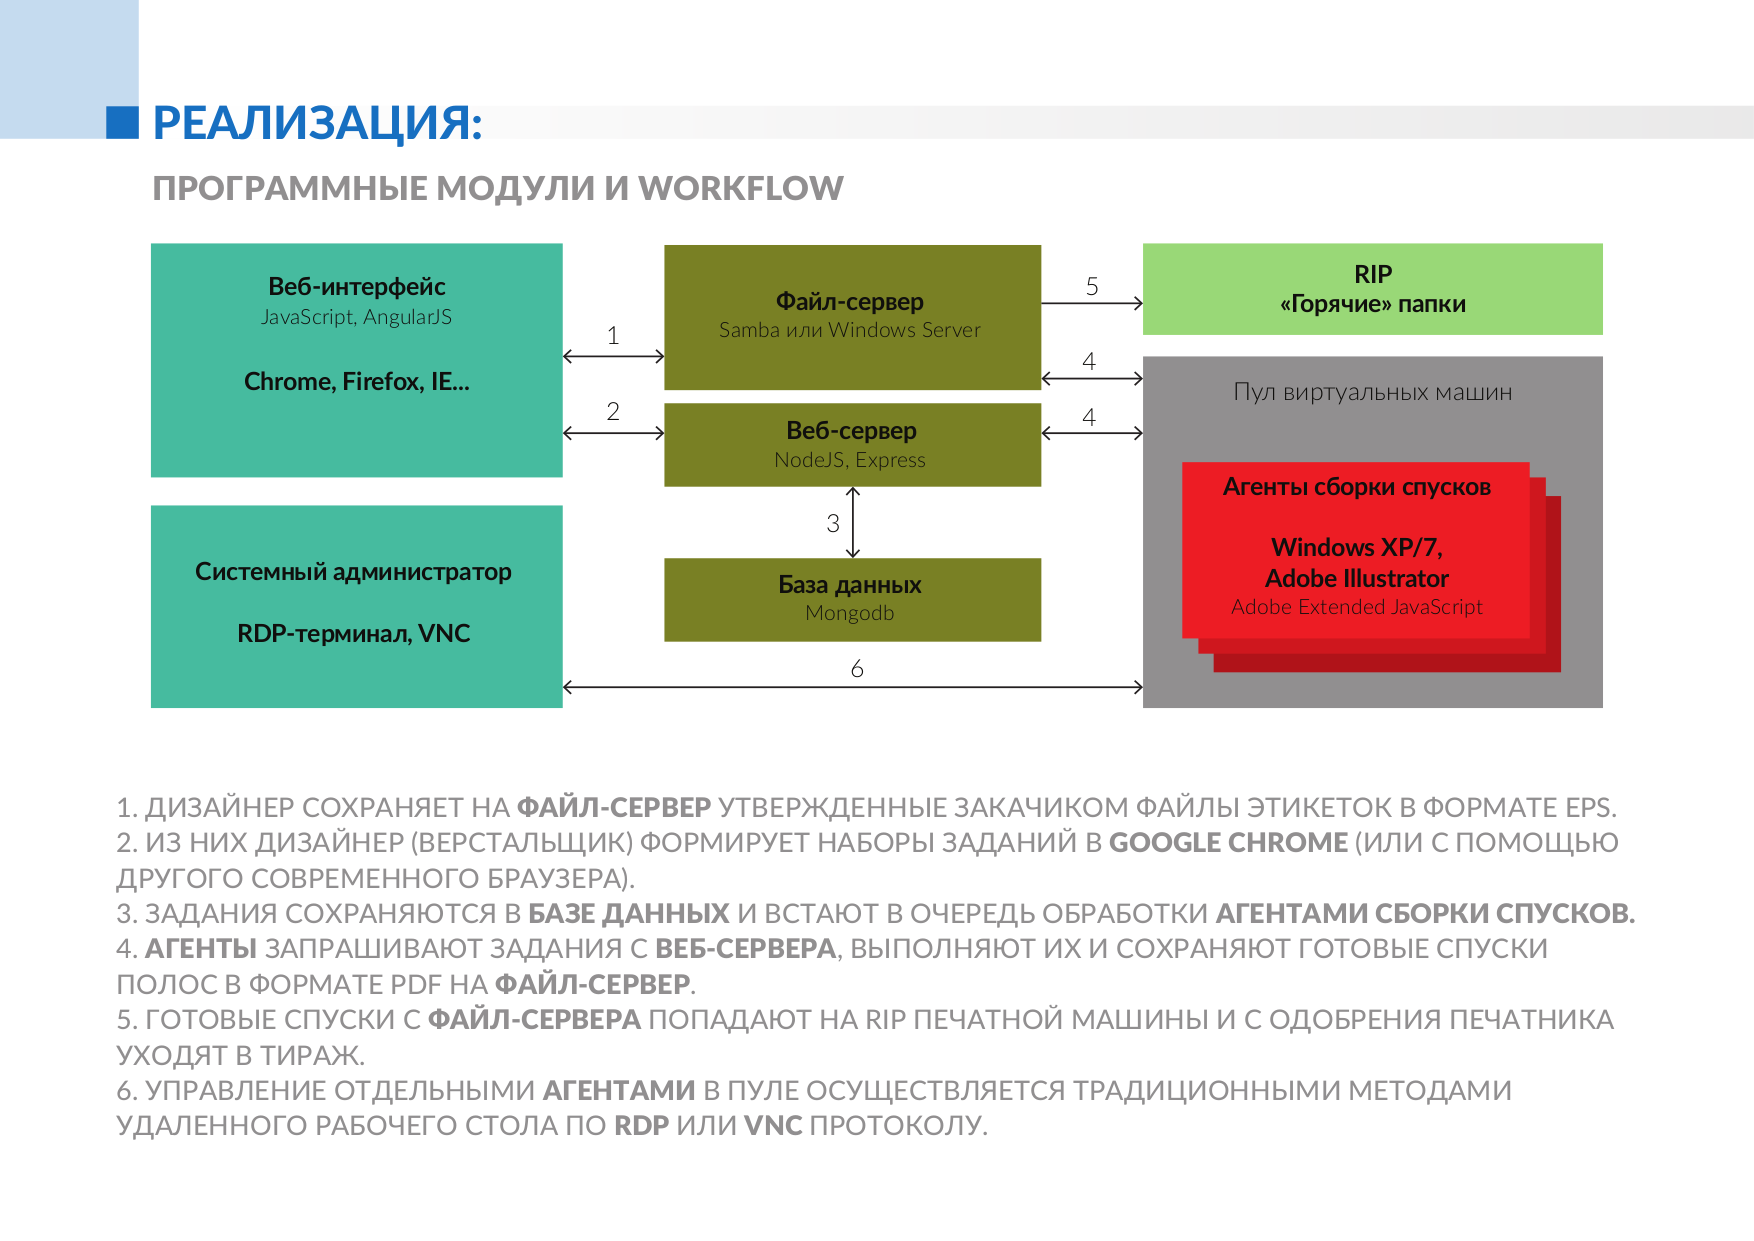 РЕАЛИЗАЦИЯ:
ПРОГРАММНЫЕ МОДУЛИ И WORKFLOW
Веб-интерфейс
JavaScript, AngularJS
Chrome, Firefox, IE...
Системный администратор
RDP-терминал, VNC
1
2
Файл-сервер
Samba или Windows Server
Веб-сервер
NodeJS, Express
3
База данных
Mongodb
6
5
4
4
RIP
«Горячие» папки
Пул виртуальных машин
Агенты сборки спусков
Windows XP/7,
Adobe Illustrator
Adobe Extended JavaScript
1. ДИЗАЙНЕР СОХРАНЯЕТ НА ФАЙЛ-СЕРВЕР УТВЕРЖДЕННЫЕ ЗАКАЧИКОМ ФАЙЛЫ ЭТИКЕТОК В ФОРМАТЕ EPS.
2. ИЗ НИХ ДИЗАЙНЕР (ВЕРСТАЛЬЩИК) ФОРМИРУЕТ НАБОРЫ ЗАДАНИЙ В GOOGLE CHROME (ИЛИ С ПОМОЩЬЮ
ДРУГОГО СОВРЕМЕННОГО БРАУЗЕРА).
3. ЗАДАНИЯ СОХРАНЯЮТСЯ В БАЗЕ ДАННЫХ И ВСТАЮТ В ОЧЕРЕДЬ ОБРАБОТКИ АГЕНТАМИ СБОРКИ СПУСКОВ.
4. АГЕНТЫ ЗАПРАШИВАЮТ ЗАДАНИЯ С ВЕБ-СЕРВЕРА, ВЫПОЛНЯЮТ ИХ И СОХРАНЯЮТ ГОТОВЫЕ СПУСКИ
ПОЛОС В ФОРМАТЕ PDF НА ФАЙЛ-СЕРВЕР.
5. ГОТОВЫЕ СПУСКИ С ФАЙЛ-СЕРВЕРА ПОПАДАЮТ НА RIP ПЕЧАТНОЙ МАШИНЫ И С ОДОБРЕНИЯ ПЕЧАТНИКА
УХОДЯТ В ТИРАЖ.
6. УПРАВЛЕНИЕ ОТДЕЛЬНЫМИ АГЕНТАМИ В ПУЛЕ ОСУЩЕСТВЛЯЕТСЯ ТРАДИЦИОННЫМИ МЕТОДАМИ
УДАЛЕННОГО РАБОЧЕГО СТОЛА ПО RDP ИЛИ VNC ПРОТОКОЛУ.